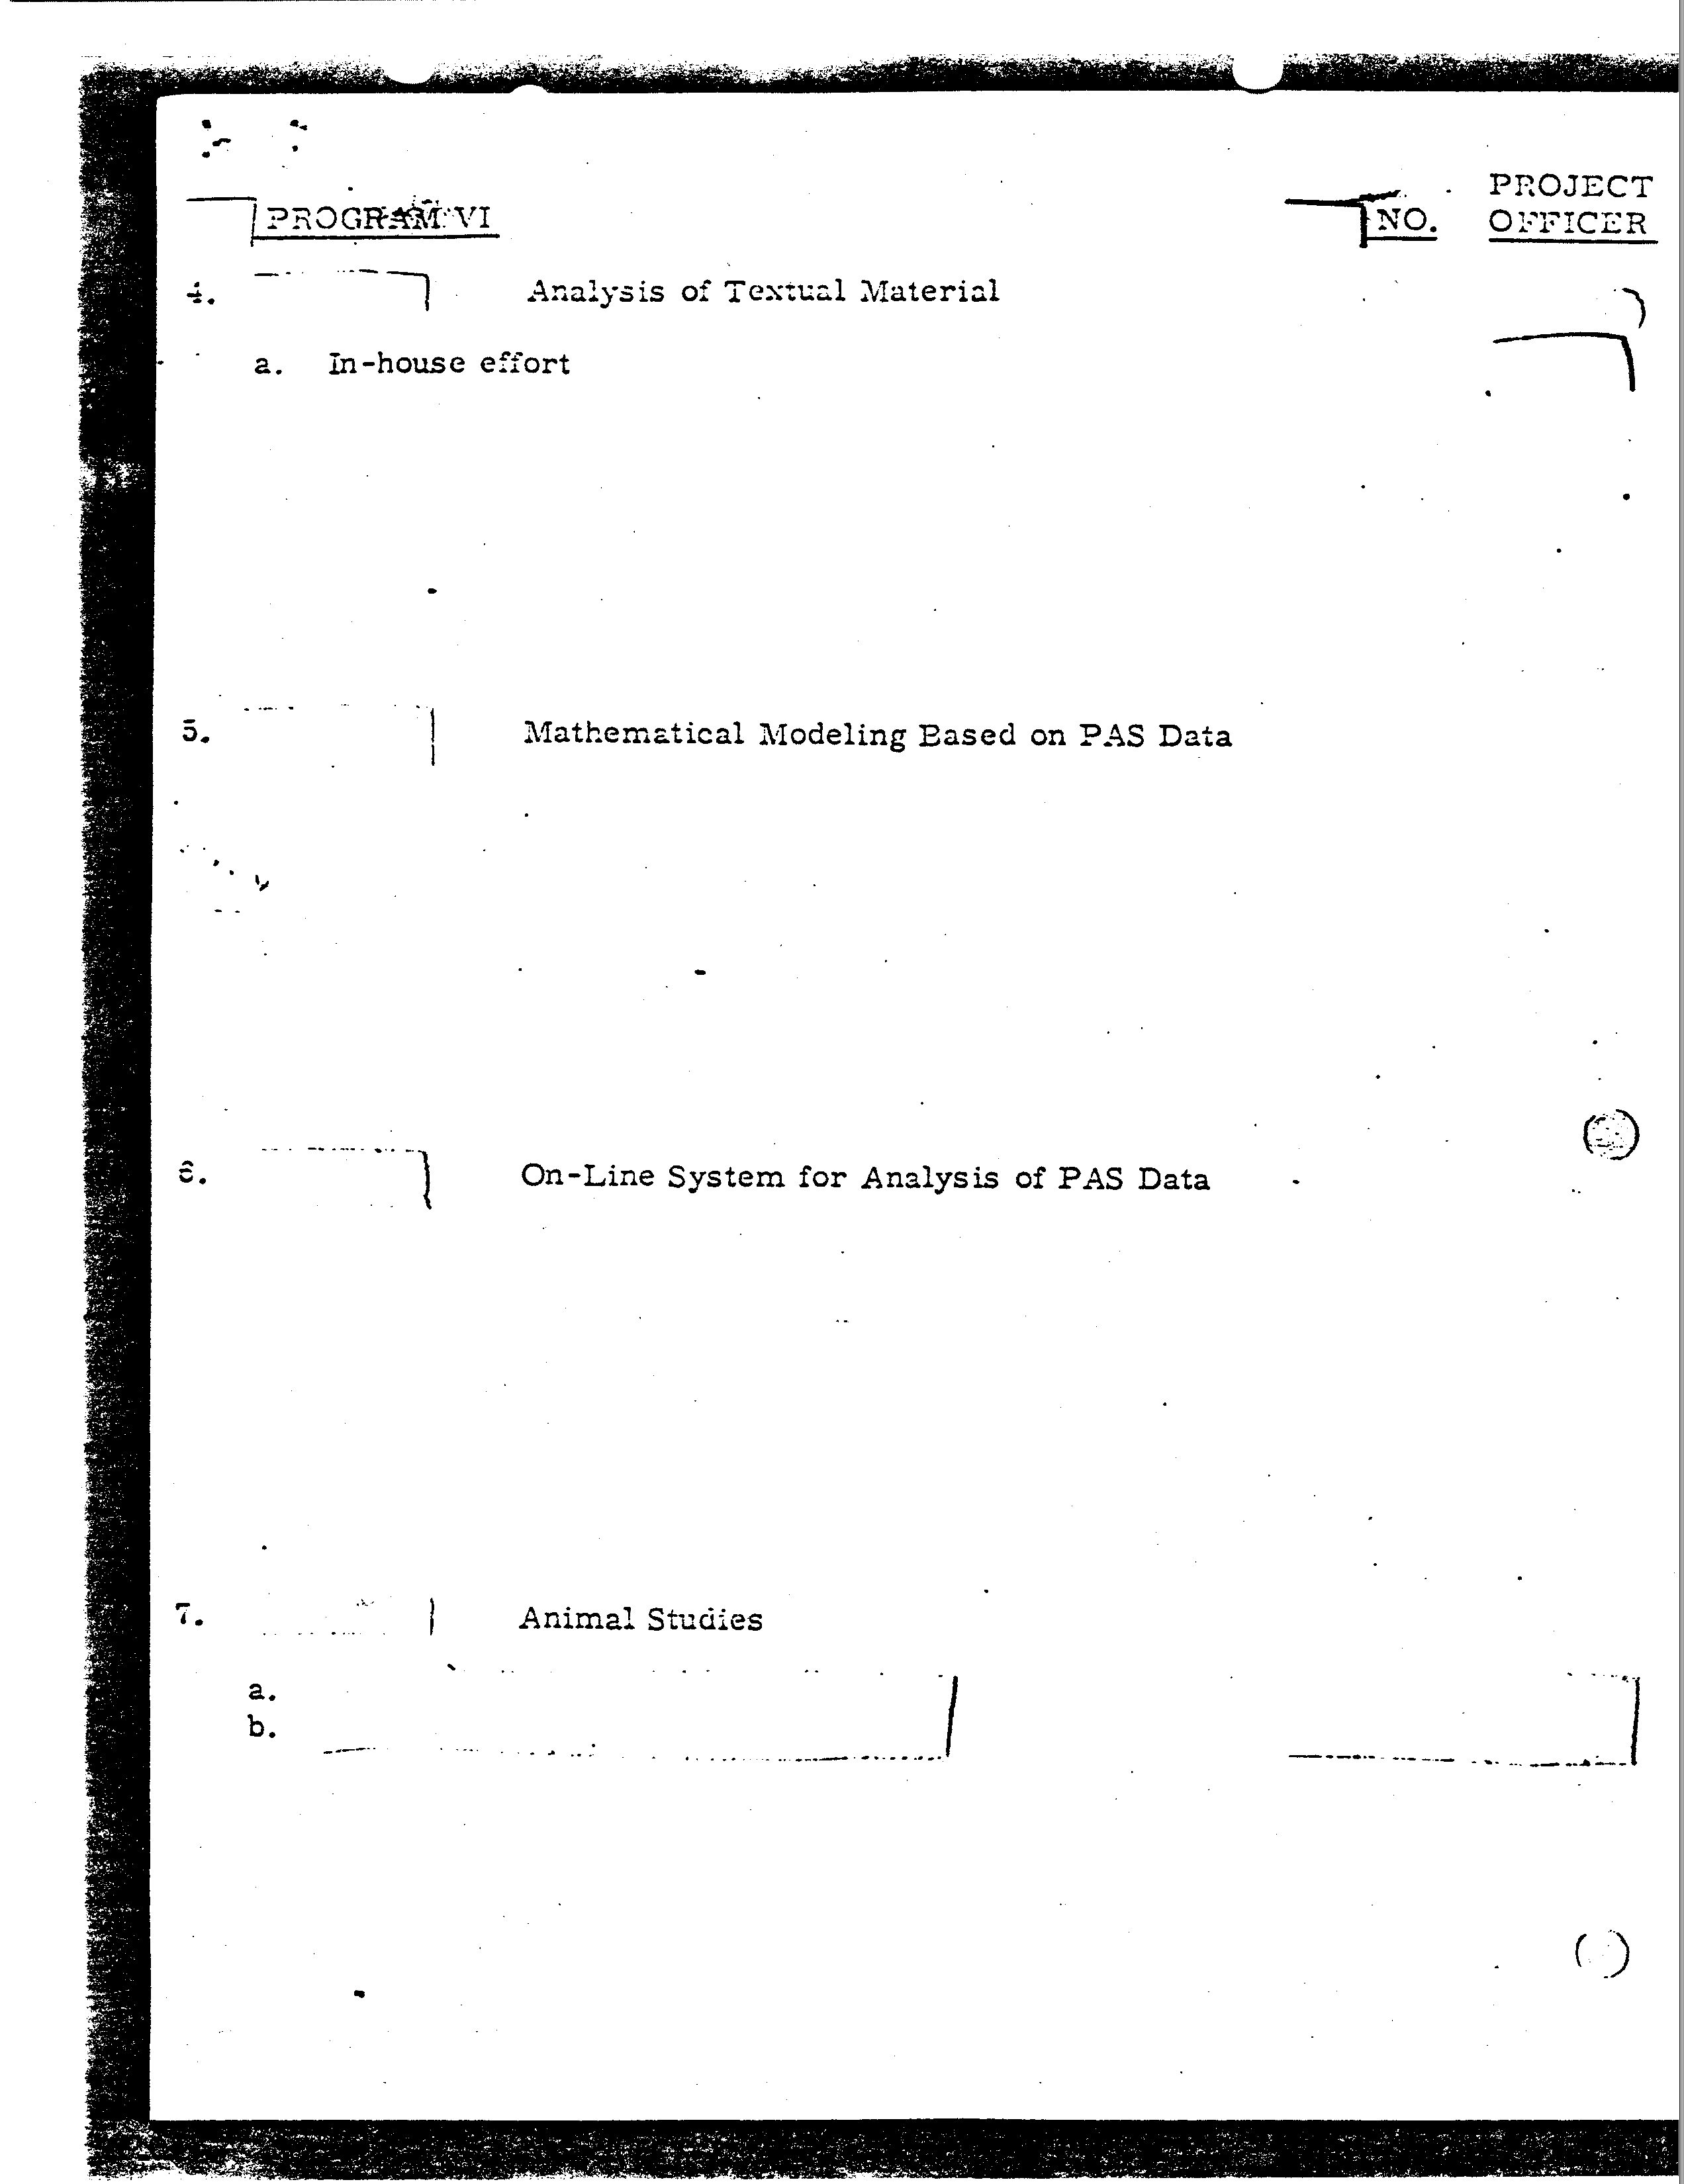 PROJECT
PROGRAM VI NO. OFFICER
4. Analysis of Textual Material
a. In-house effort
5. Mathematical Modeling Based on PAS Data
6. On-Line System for Analysis of PAS Data
7. Animal Studies
a.
b.